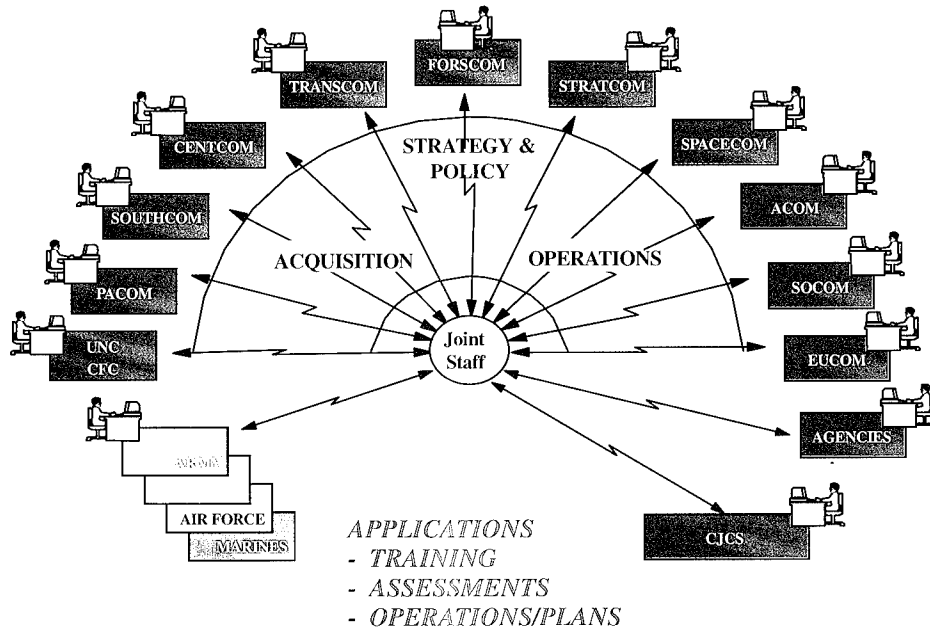 FORSCOM
TRANSCOM
STRATCOM
CENTCOM
STRATEGY &
POLICY
SPACECOM
SOUTHCOM
ACOM
ACQUISITION
OPERATIONS
PACOM
SOCOM
UNC
CFC
Joint
Staff
EUCOM
AGENCIES
AIR FORCE
MARINES
CJCS
APPLICATIONS
- TRAINING
- ASSESSMENTS
- OPERATIONS/PLANS